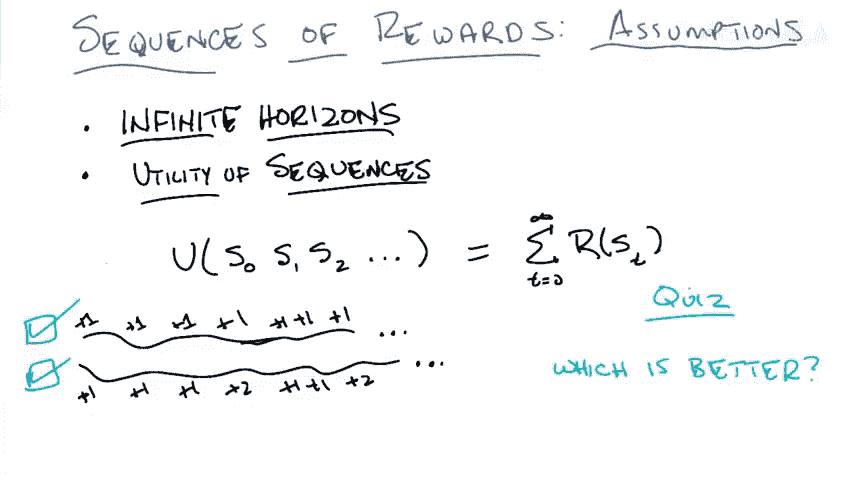 SEQUENCES OF REWARDS: ASSUMPTIONS
• INFINITE HORIZONS
• UTILITY OF SEQUENCES
U(S₀ S₁ S₂ ...) = ∑_{t=0}^{∞} R(S_t)
Quiz
+1 +1 +1 +1 +1 +1 +1 ...
WHICH IS BETTER?
+1 +1 +1 +2 +1 +1 +2 ...